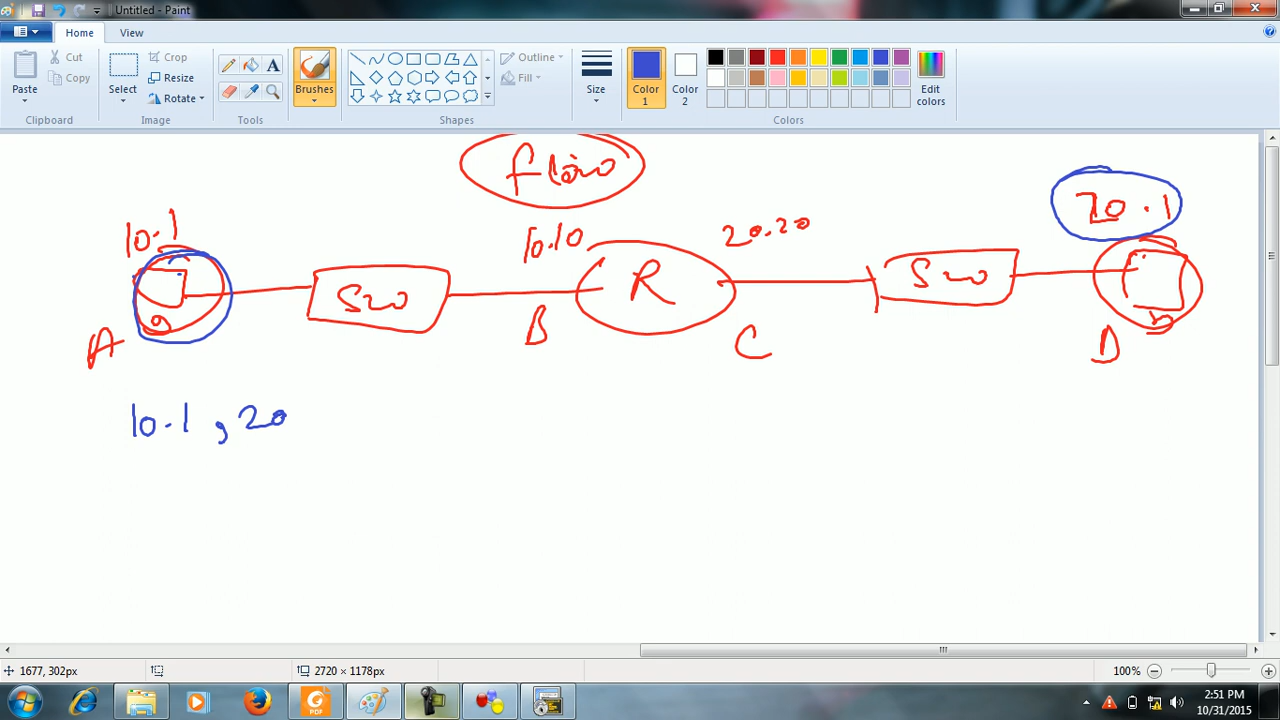 Untitled - Paint
Home View
Paste
Cut
Copy
Clipboard
Select
Crop
Resize
Rotate
Image
Tools
Brushes
Shapes
Outline
Fill
Size
Color 1
Color 2
Edit colors
Colors
flow
10.1
10.10
20.20
20.1
SW
R
SW
A
B
C
D
10.1 , 20
1677, 302px
2720 × 1178px
100%
PDF
2:51 PM
10/31/2015